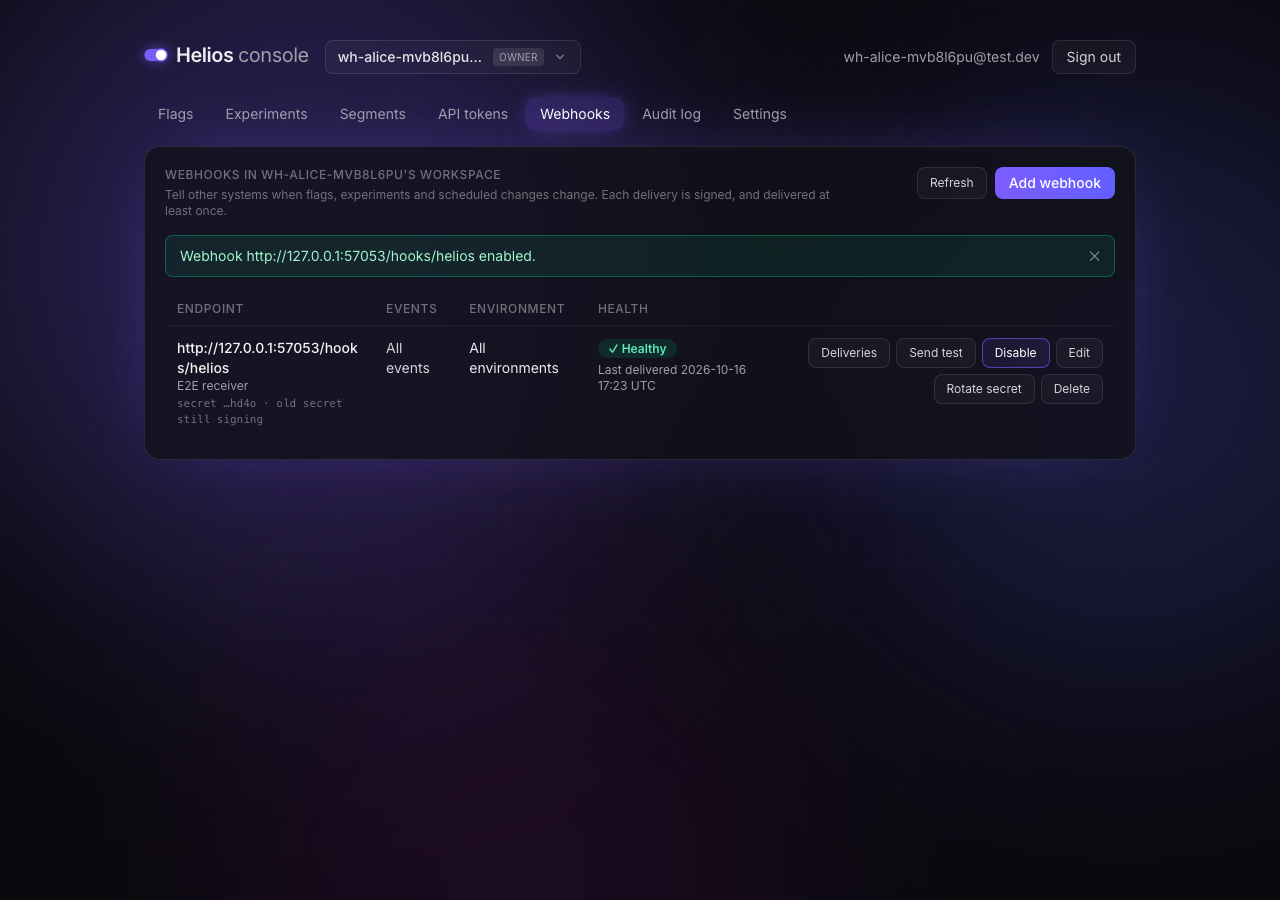 Helios console
wh-alice-mvb8l6pu… OWNER
wh-alice-mvb8l6pu@test.dev
Sign out
Flags Experiments Segments API tokens Webhooks Audit log Settings
WEBHOOKS IN WH-ALICE-MVB8L6PU'S WORKSPACE
Tell other systems when flags, experiments and scheduled changes change. Each delivery is signed, and delivered at
least once.
Refresh
Add webhook
Webhook http://127.0.0.1:57053/hooks/helios enabled.
ENDPOINT EVENTS ENVIRONMENT HEALTH
http://127.0.0.1:57053/hook
s/helios
E2E receiver
secret …hd4o · old secret
still signing
All
events
All
environments
Healthy
Last delivered 2026-10-16
17:23 UTC
Deliveries Send test Disable Edit
Rotate secret Delete